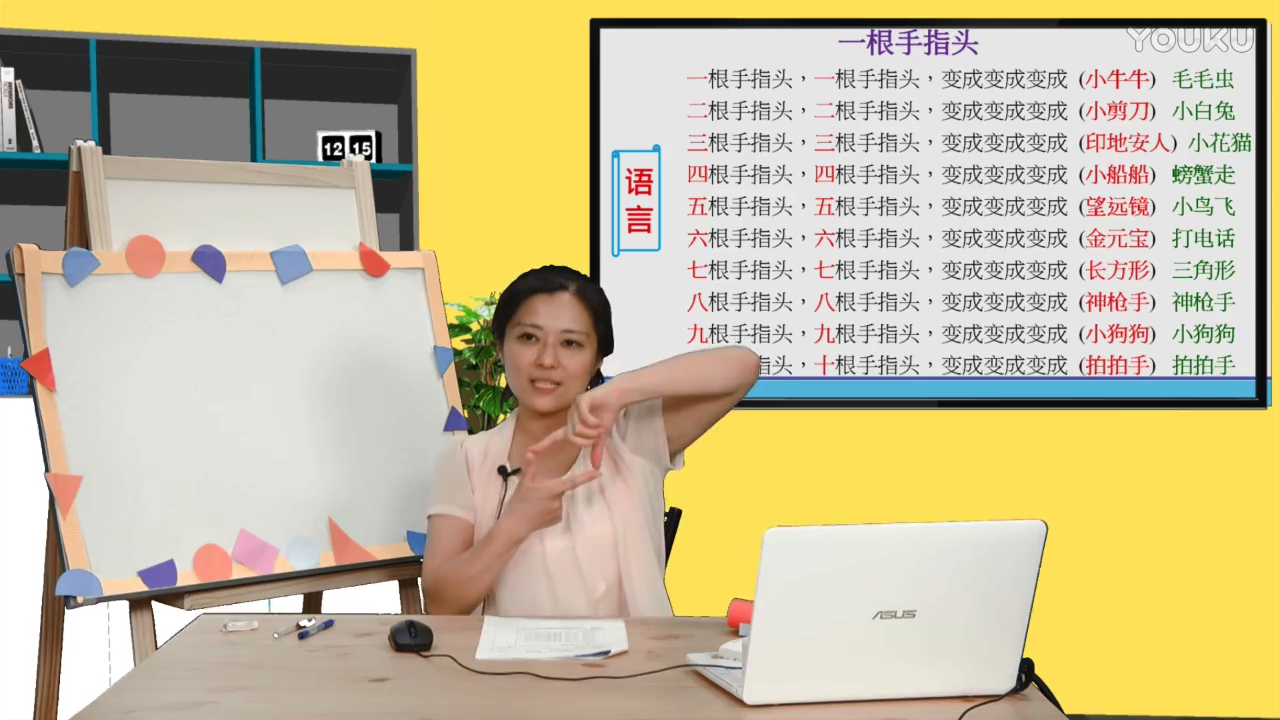 YOUKU
一根手指头
一根手指头，一根手指头，变成变成变成 (小牛牛) 毛毛虫
二根手指头，二根手指头，变成变成变成 (小剪刀) 小白兔
三根手指头，三根手指头，变成变成变成 (印地安人) 小花猫
四根手指头，四根手指头，变成变成变成 (小船船) 螃蟹走
五根手指头，五根手指头，变成变成变成 (望远镜) 小鸟飞
六根手指头，六根手指头，变成变成变成 (金元宝) 打电话
七根手指头，七根手指头，变成变成变成 (长方形) 三角形
八根手指头，八根手指头，变成变成变成 (神枪手) 神枪手
九根手指头，九根手指头，变成变成变成 (小狗狗) 小狗狗
指头，十根手指头，变成变成变成 (拍拍手) 拍拍手
语言
12 15
ASUS